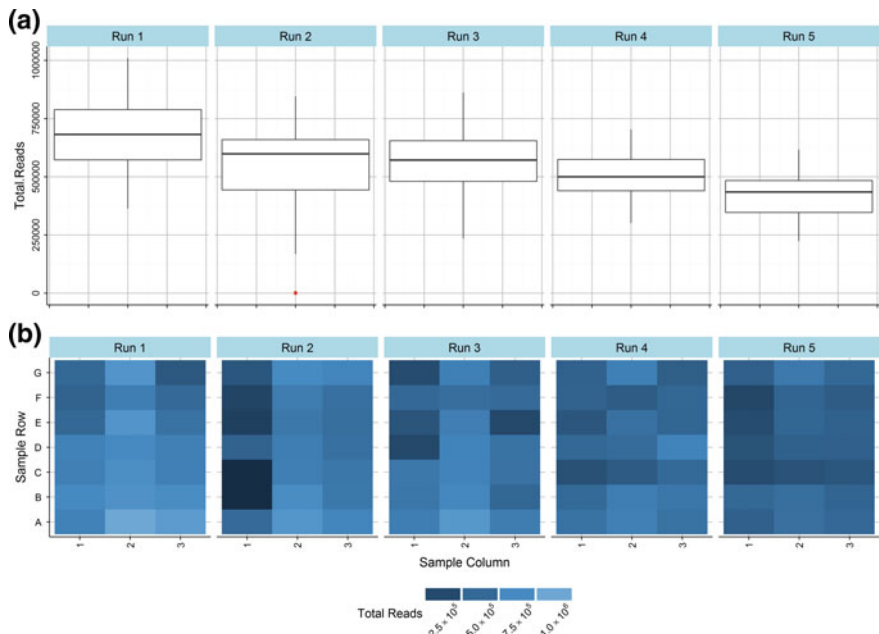 (a)
Run 1 Run 2 Run 3 Run 4 Run 5
Total.Reads
1000000
750000
500000
250000
0
(b)
Run 1 Run 2 Run 3 Run 4 Run 5
Sample Row
G
F
E
D
C
B
A
1 2 3 1 2 3 1 2 3 1 2 3 1 2 3
Sample Column
Total Reads
2.5 × 10⁵ 5.0 × 10⁵ 7.5 × 10⁵ 1.0 × 10⁶